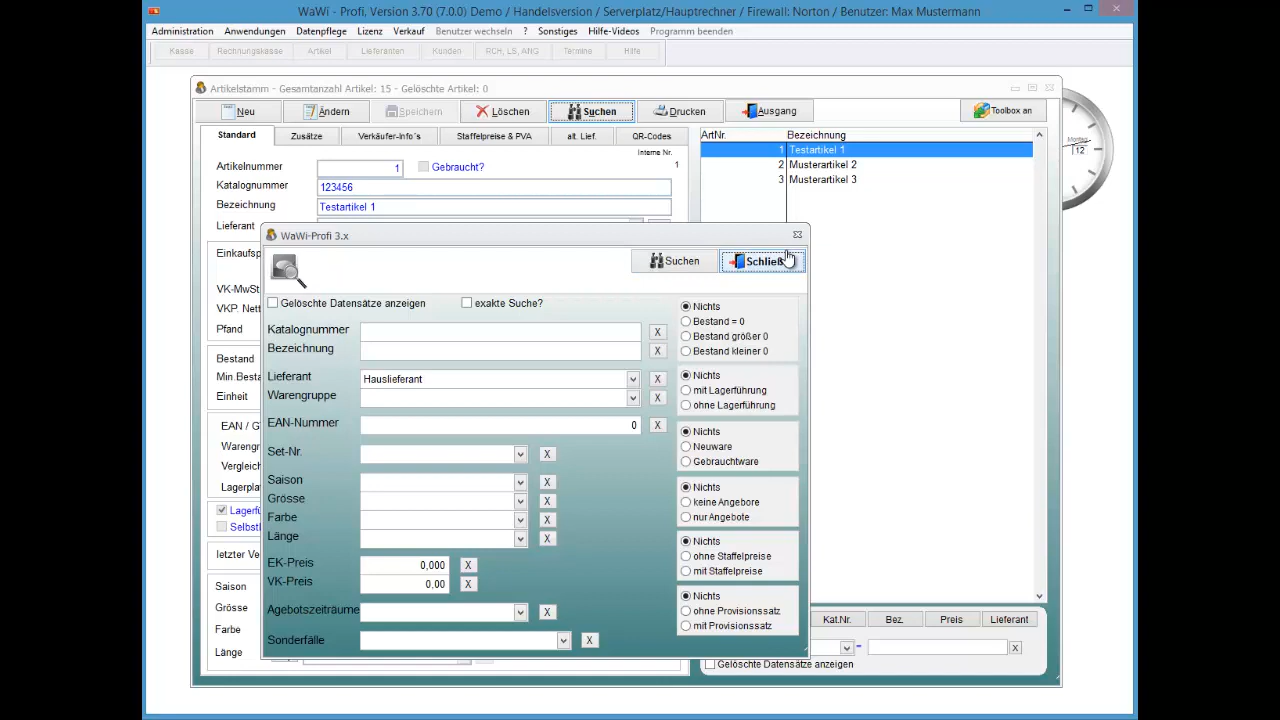 WaWi - Profi, Version 3.70 (7.0.0) Demo / Handelsversion / Serverplatz/Hauptrechner / Firewall: Norton / Benutzer: Max Mustermann
Administration Anwendungen Datenpflege Lizenz Verkauf Benutzer wechseln ? Sonstiges Hilfe-Videos Programm beenden
Kasse Rechnungskasse Artikel Lieferanten Kunden RCH, LS, ANG Termine Hilfe
Artikelstamm - Gesamtanzahl Artikel: 15 - Gelöschte Artikel: 0
Neu Ändern Speichern Löschen Suchen Drucken Ausgang Toolbox an
Standard Zusätze Verkäufer-Info´s Staffelpreise & PVA alt. Lief. QR-Codes
ArtNr. Bezeichnung
Interne Nr.
1 Testartikel 1
2 Musterartikel 2
3 Musterartikel 3
Montag
12
Artikelnummer 1 Gebraucht? 1
Katalognummer 123456
Bezeichnung Testartikel 1
Lieferant
Einkaufsp
VK-MwSt
VKP. Nett
Pfand
Bestand
Min.Besta
Einheit
EAN / G
Warengr
Vergleich
Lagerplat
Lagerfü
Selbstl
letzter Ve
Saison
Grösse
Farbe
Länge
WaWi-Profi 3.x
Suchen Schließ
Gelöschte Datensätze anzeigen exakte Suche?
Katalognummer X
Bezeichnung X
Lieferant Hauslieferant X
Warengruppe X
EAN-Nummer 0 X
Set-Nr. X
Saison X
Grösse X
Farbe X
Länge X
EK-Preis 0,000 X
VK-Preis 0,00 X
Agebotszeiträume X
Sonderfälle X
Nichts
Bestand = 0
Bestand größer 0
Bestand kleiner 0
Nichts
mit Lagerführung
ohne Lagerführung
Nichts
Neuware
Gebrauchtware
Nichts
keine Angebore
nur Angebote
Nichts
ohne Staffelpreise
mit Staffelpreise
Nichts
ohne Provisionssatz
mit Provisionssatz
Kat.Nr. Bez. Preis Lieferant
= X
Gelöschte Datensätze anzeigen